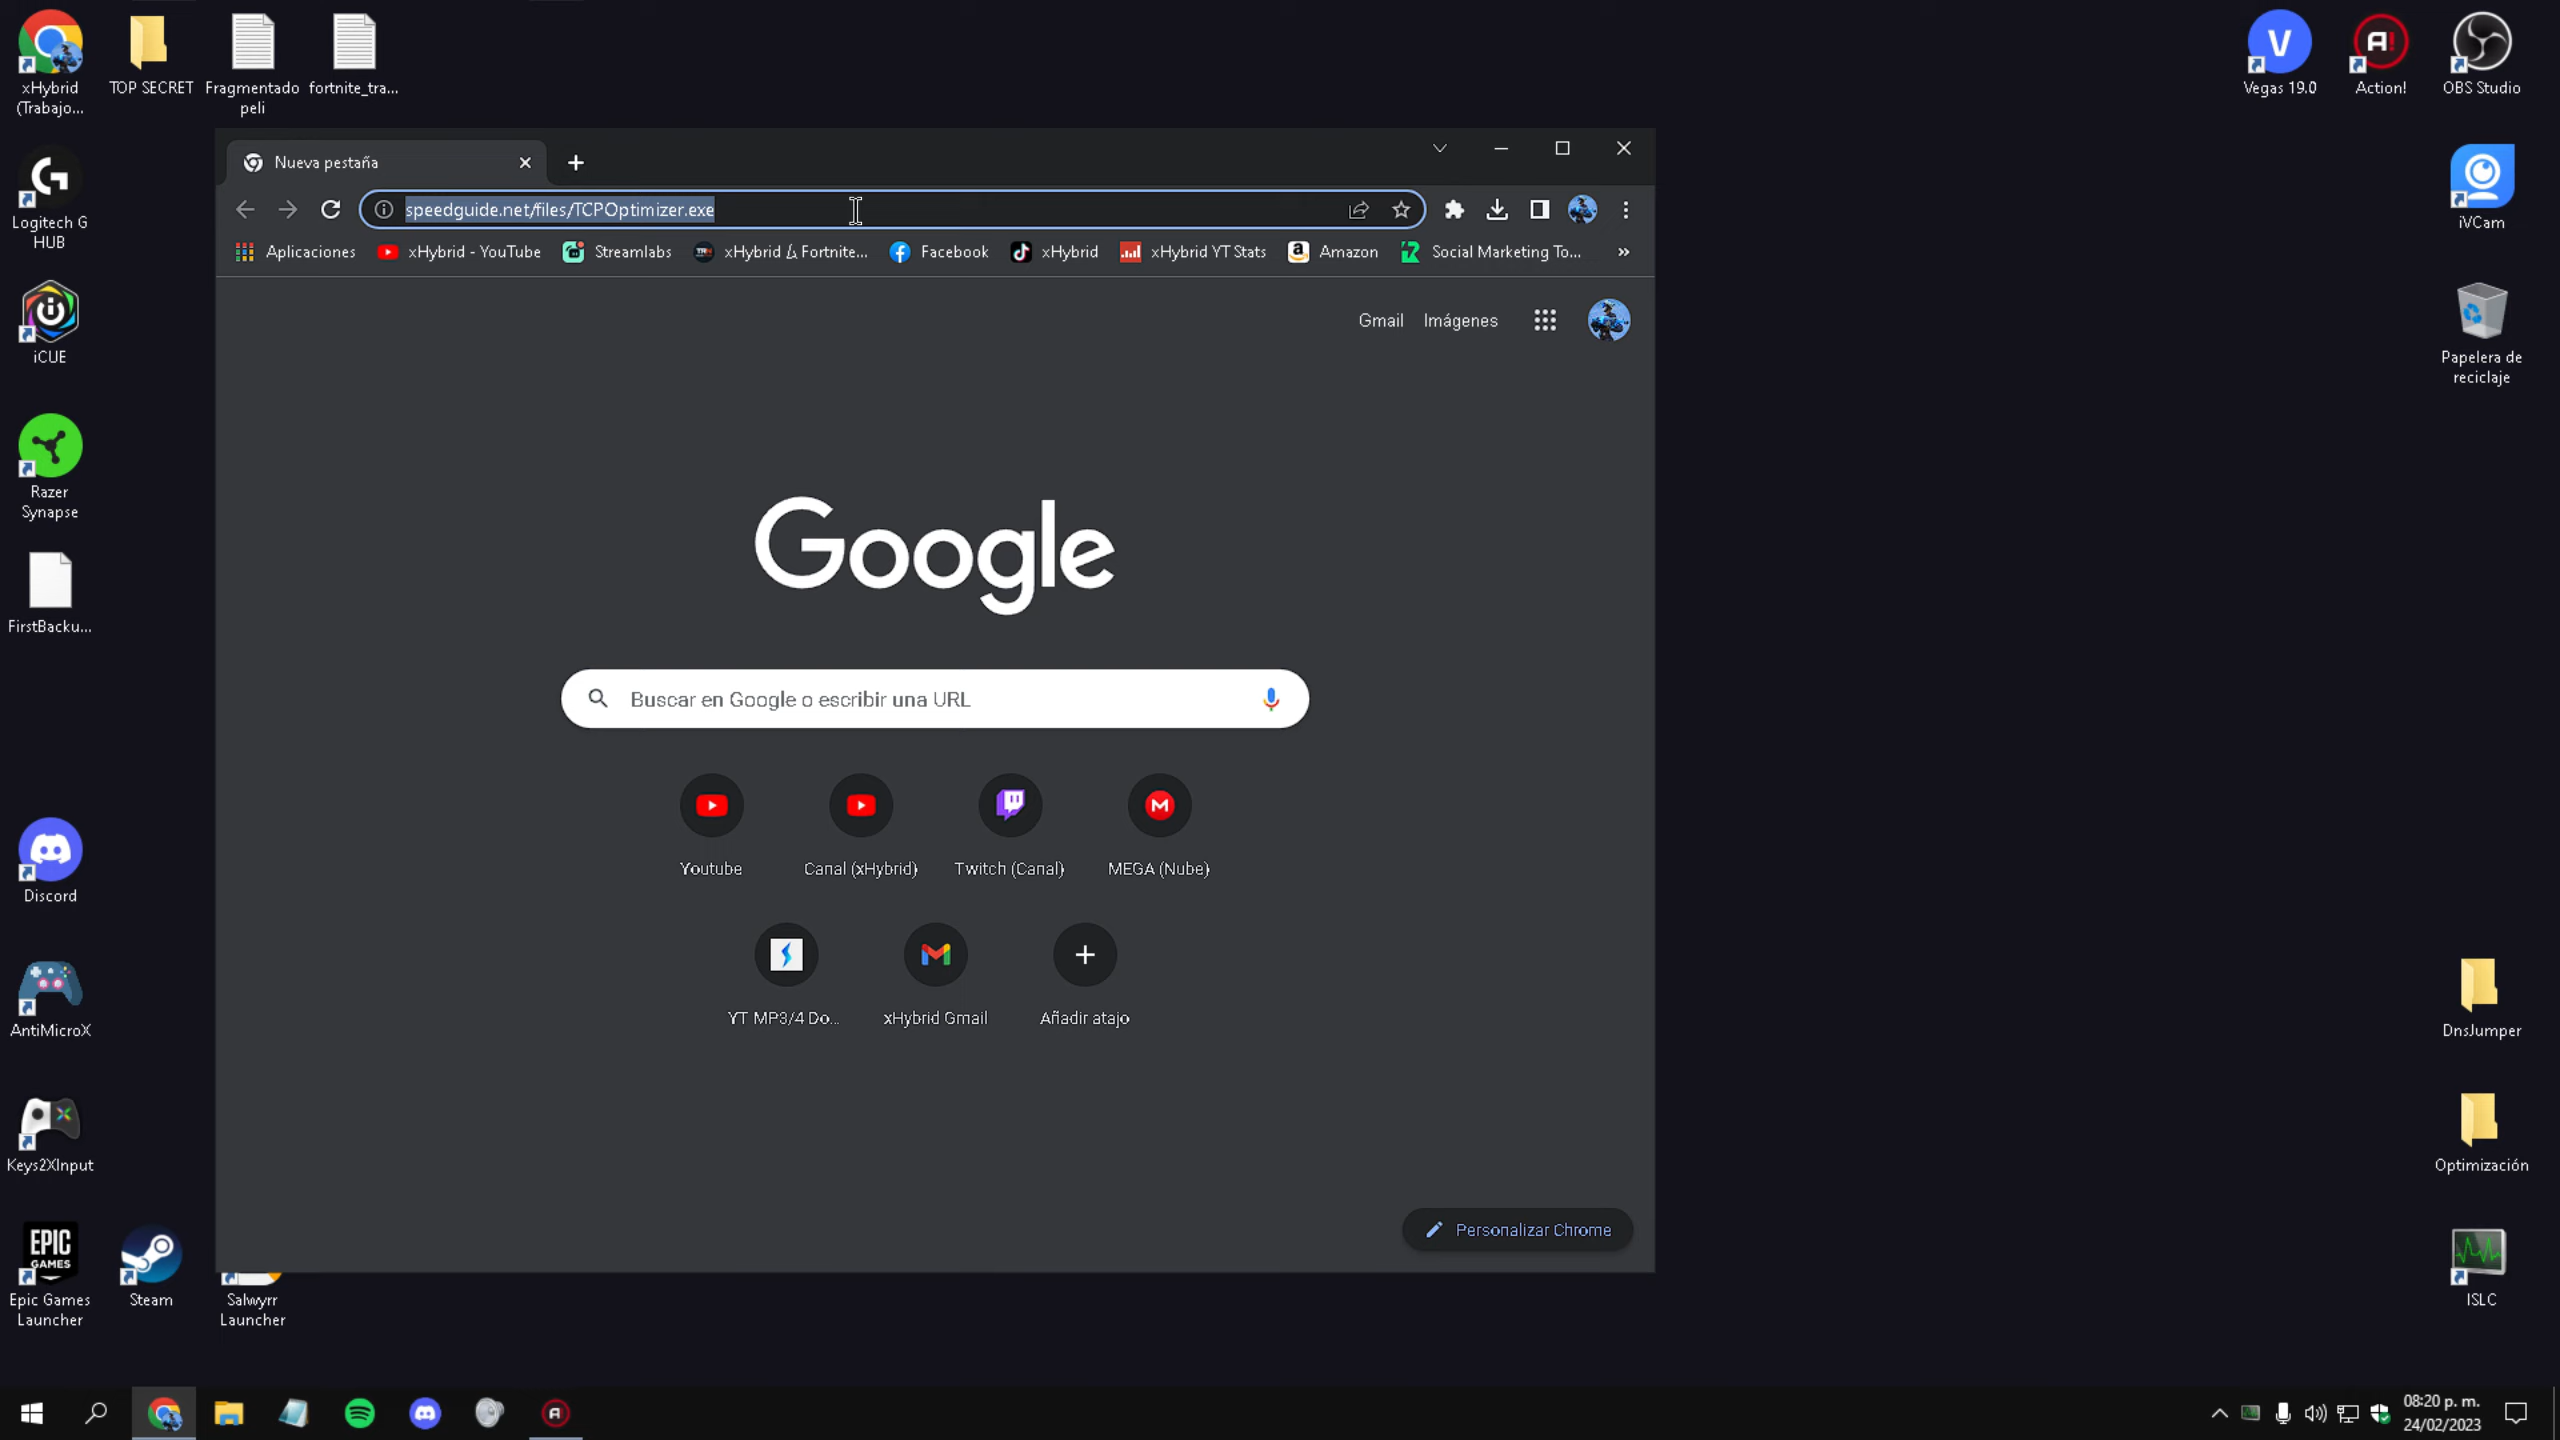 xHybrid
(Trabajo...
TOP SECRET
Fragmentado
peli
fortnite_tra...
Vegas 19.0
Action!
OBS Studio
Nueva pestaña
speedguide.net/files/TCPOptimizer.exe
Aplicaciones
xHybrid - YouTube
Streamlabs
Facebook
xHybrid
xHybrid YT Stats
Amazon
Social Marketing To...
»
Logitech G
HUB
iVCam
Gmail
Imágenes
iCUE
Papelera de
reciclaje
Razer
Synapse
Google
FirstBacku...
Buscar en Google o escribir una URL
Youtube
Canal (xHybrid)
Twitch (Canal)
MEGA (Nube)
Discord
YT MP3/4 Do...
xHybrid Gmail
Añadir atajo
AntiMicroX
DnsJumper
Keys2XInput
Optimización
Personalizar Chrome
EPIC
GAMES
Epic Games
Launcher
Steam
Salwyrr
Launcher
ISLC
08:20 p. m.
24/02/2023